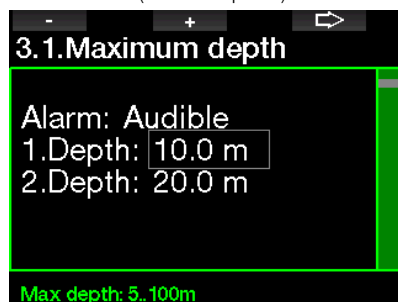 - +
3.1.Maximum depth
Alarm: Audible
1.Depth: 10.0 m
2.Depth: 20.0 m
Max depth: 5..100m